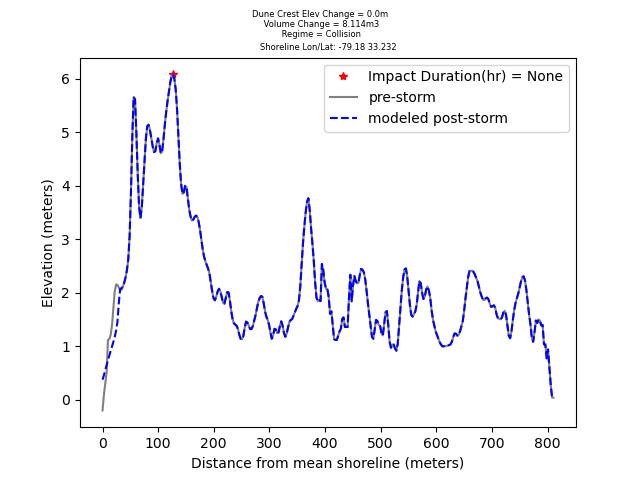 Dune Crest Elev Change = 0.0m
Volume Change = 8.114m3
Regime = Collision
Shoreline Lon/Lat: -79.18 33.232
Impact Duration(hr) = None
pre-storm
modeled post-storm
Elevation (meters)
6
5
4
3
2
1
0
0 100 200 300 400 500 600 700 800
Distance from mean shoreline (meters)